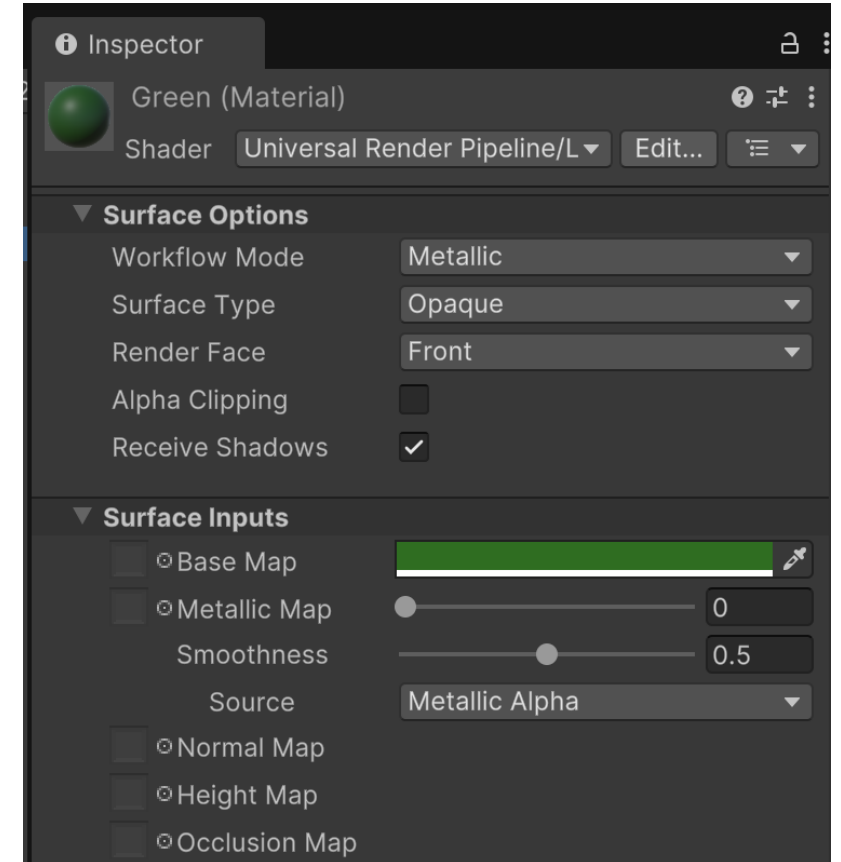 Inspector
Green (Material)
Shader Universal Render Pipeline/L Edit...
Surface Options
Workflow Mode Metallic
Surface Type Opaque
Render Face Front
Alpha Clipping
Receive Shadows
Surface Inputs
Base Map
Metallic Map 0
Smoothness 0.5
Source Metallic Alpha
Normal Map
Height Map
Occlusion Map